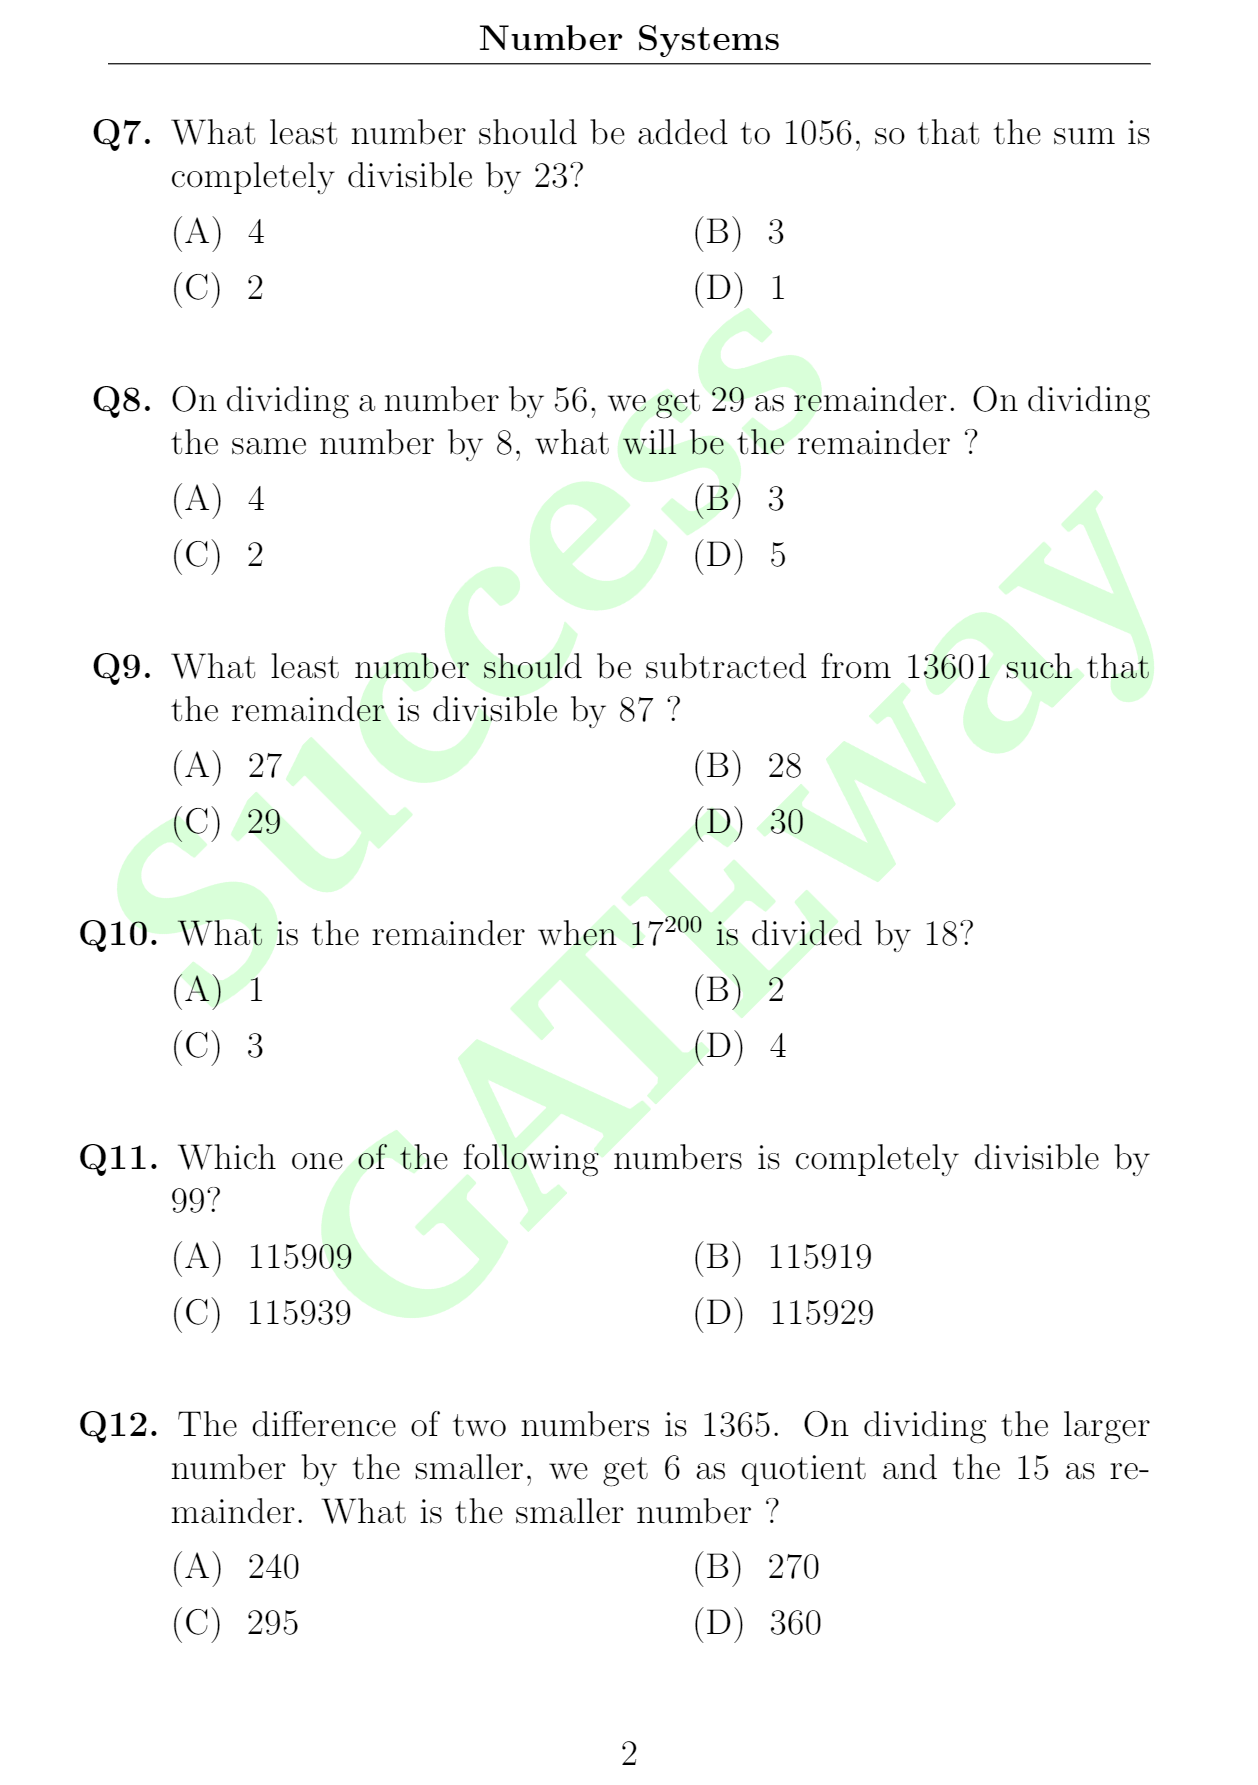 Number Systems
Q7. What least number should be added to 1056, so that the sum is
completely divisible by 23?
(A) 4 (B) 3
(C) 2 (D) 1
Q8. On dividing a number by 56, we get 29 as remainder. On dividing
the same number by 8, what will be the remainder ?
(A) 4 (B) 3
(C) 2 (D) 5
Q9. What least number should be subtracted from 13601 such that
the remainder is divisible by 87 ?
(A) 27 (B) 28
(C) 29 (D) 30
Q10. What is the remainder when 17²⁰⁰ is divided by 18?
(A) 1 (B) 2
(C) 3 (D) 4
Q11. Which one of the following numbers is completely divisible by
99?
(A) 115909 (B) 115919
(C) 115939 (D) 115929
Q12. The difference of two numbers is 1365. On dividing the larger
number by the smaller, we get 6 as quotient and the 15 as re-
mainder. What is the smaller number ?
(A) 240 (B) 270
(C) 295 (D) 360
2
Success
GATEway